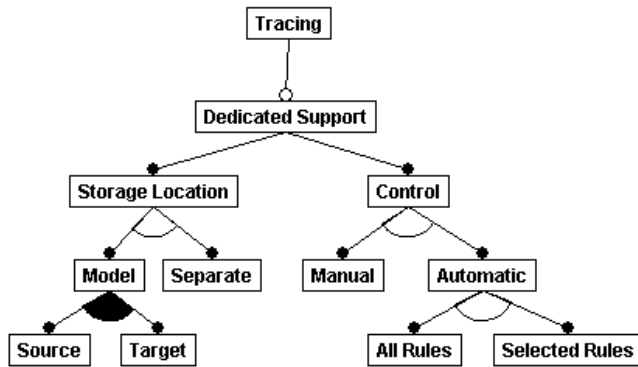 Tracing
Dedicated Support
Storage Location
Control
Model
Separate
Manual
Automatic
Source
Target
All Rules
Selected Rules